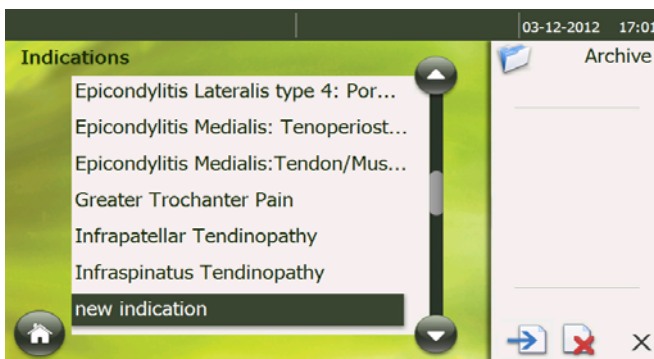 03-12-2012 17:01
Indications
Archive
Epicondylitis Lateralis type 4: Por...
Epicondylitis Medialis: Tenoperiost...
Epicondylitis Medialis:Tendon/Mus...
Greater Trochanter Pain
Infrapatellar Tendinopathy
Infraspinatus Tendinopathy
new indication